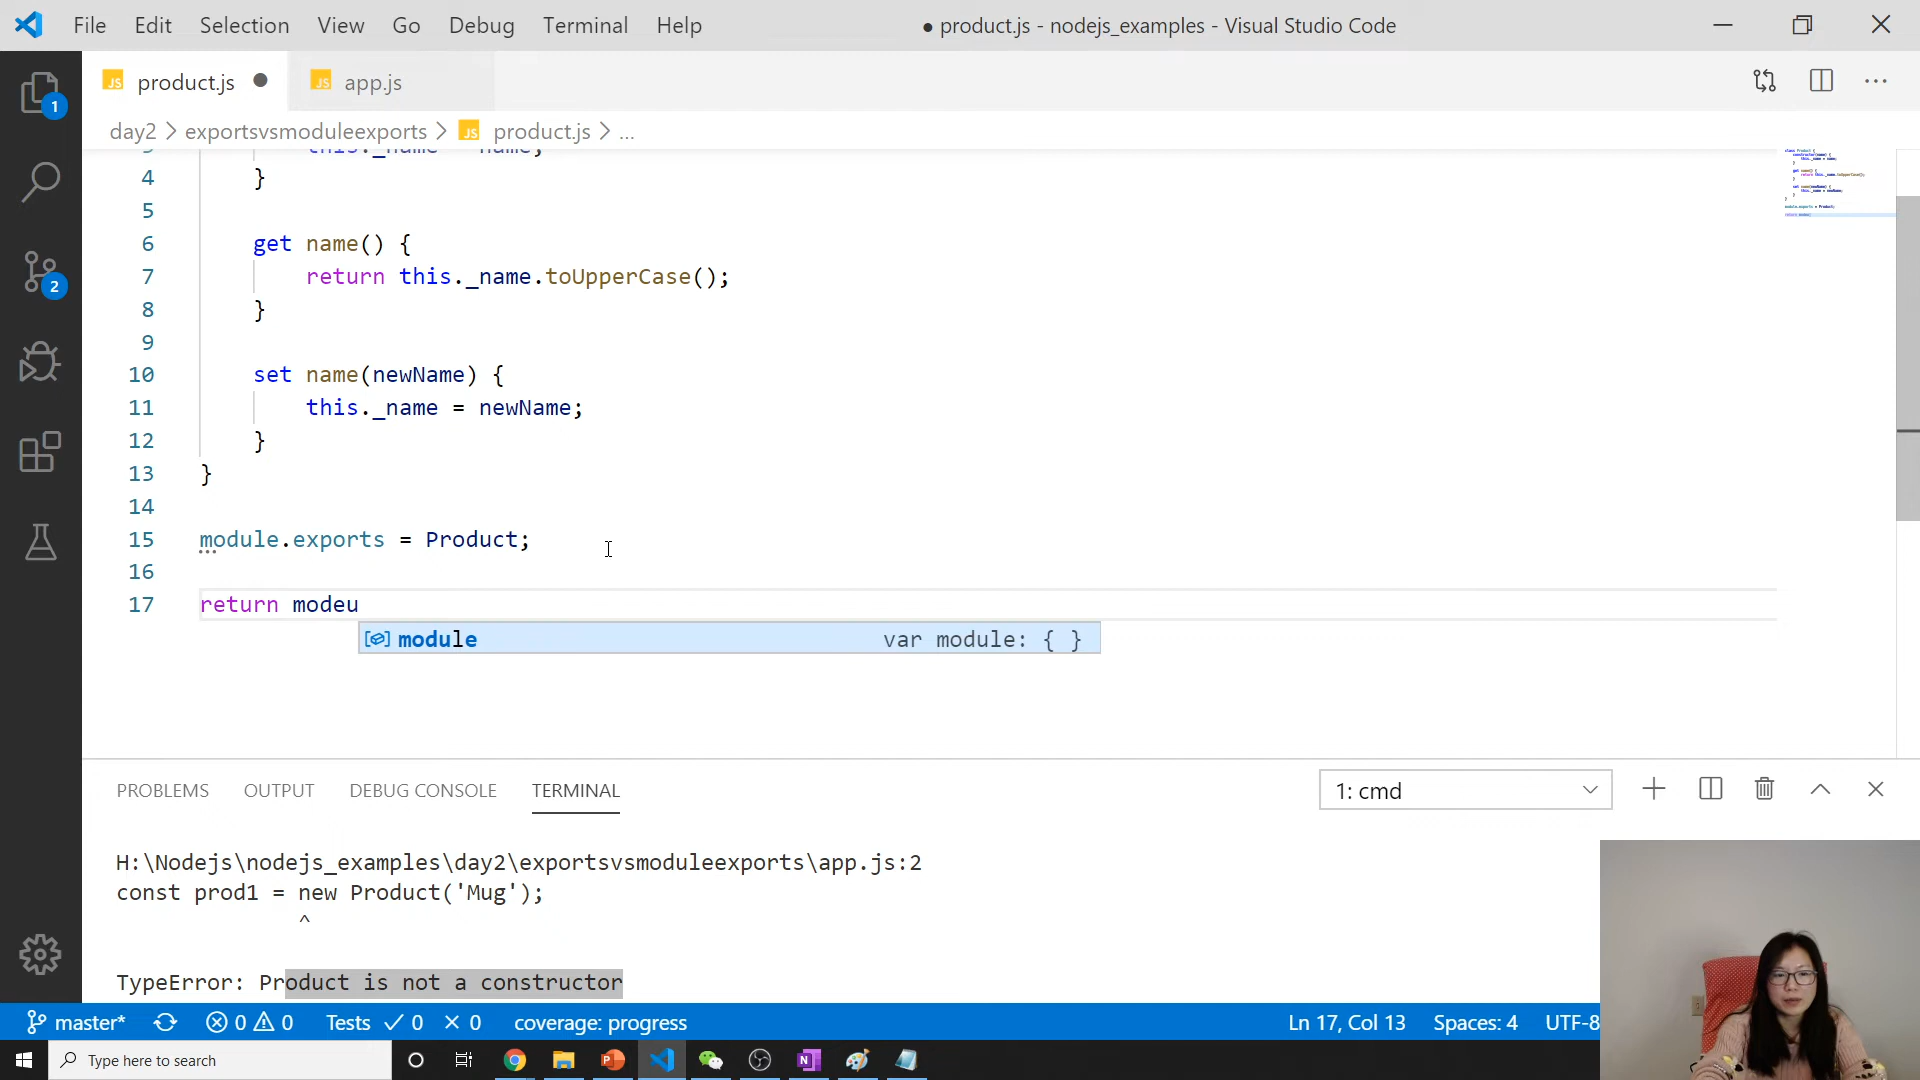 File Edit Selection View Go Debug Terminal Help ● product.js - nodejs_examples - Visual Studio Code
product.js ● app.js
day2 > exportsvsmoduleexports > product.js > ...
this._name = name;
4 }
5
6 get name() {
7 return this._name.toUpperCase();
8 }
9
10 set name(newName) {
11 this._name = newName;
12 }
13 }
14
15 module.exports = Product;
16
17 return modeu
module var module: { }
PROBLEMS OUTPUT DEBUG CONSOLE TERMINAL 1: cmd
H:\Nodejs\nodejs_examples\day2\exportsvsmoduleexports\app.js:2
const prod1 = new Product('Mug');
^
TypeError: Product is not a constructor
master* 0 0 Tests ✓ 0 × 0 coverage: progress Ln 17, Col 13 Spaces: 4 UTF-8
Type here to search